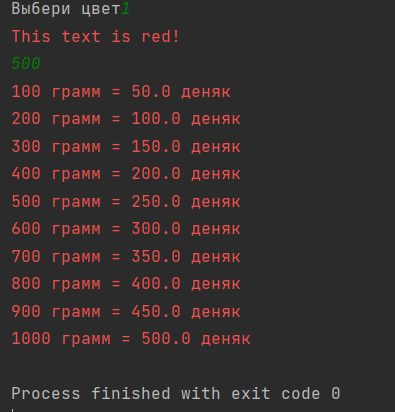 Выбери цвет1
This text is red!
500
100 грамм = 50.0 деняк
200 грамм = 100.0 деняк
300 грамм = 150.0 деняк
400 грамм = 200.0 деняк
500 грамм = 250.0 деняк
600 грамм = 300.0 деняк
700 грамм = 350.0 деняк
800 грамм = 400.0 деняк
900 грамм = 450.0 деняк
1000 грамм = 500.0 деняк
Process finished with exit code 0